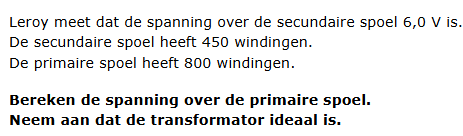 Leroy meet dat de spanning over de secundaire spoel 6,0 V is.
De secundaire spoel heeft 450 windingen.
De primaire spoel heeft 800 windingen.
Bereken de spanning over de primaire spoel.
Neem aan dat de transformator ideaal is.